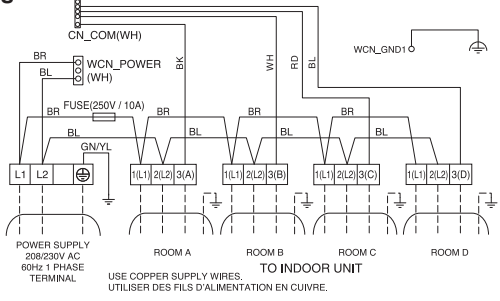 CN_COM(WH)
WCN_GND1
BR
WCN_POWER
(WH)
BL
BK
WH
RD
BL
FUSE(250V / 10A)
BR
BR
BR
BR
BL
BL
BL
BL
GN/YL
L1 L2
1(L1) 2(L2) 3(A)
1(L1) 2(L2) 3(B)
1(L1) 2(L2) 3(C)
1(L1) 2(L2) 3(D)
POWER SUPPLY
208/230V AC
60Hz 1 PHASE
TERMINAL
ROOM A
ROOM B
ROOM C
ROOM D
TO INDOOR UNIT
USE COPPER SUPPLY WIRES.
UTILISER DES FILS D'ALIMENTATION EN CUIVRE.